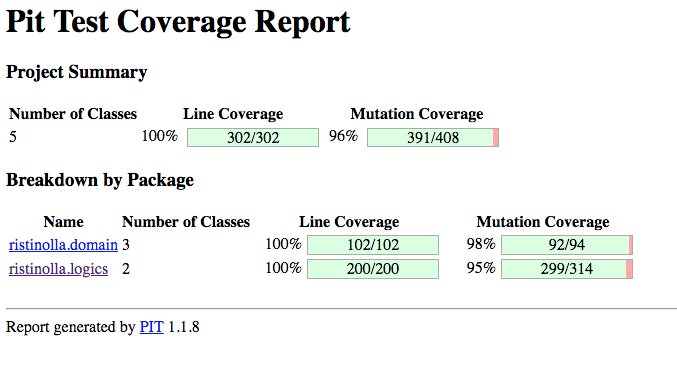 Pit Test Coverage Report
Project Summary
Number of Classes Line Coverage Mutation Coverage
5 100% 302/302 96% 391/408
Breakdown by Package
Name Number of Classes Line Coverage Mutation Coverage
ristinolla.domain 3 100% 102/102 98% 92/94
ristinolla.logics 2 100% 200/200 95% 299/314
Report generated by PIT 1.1.8